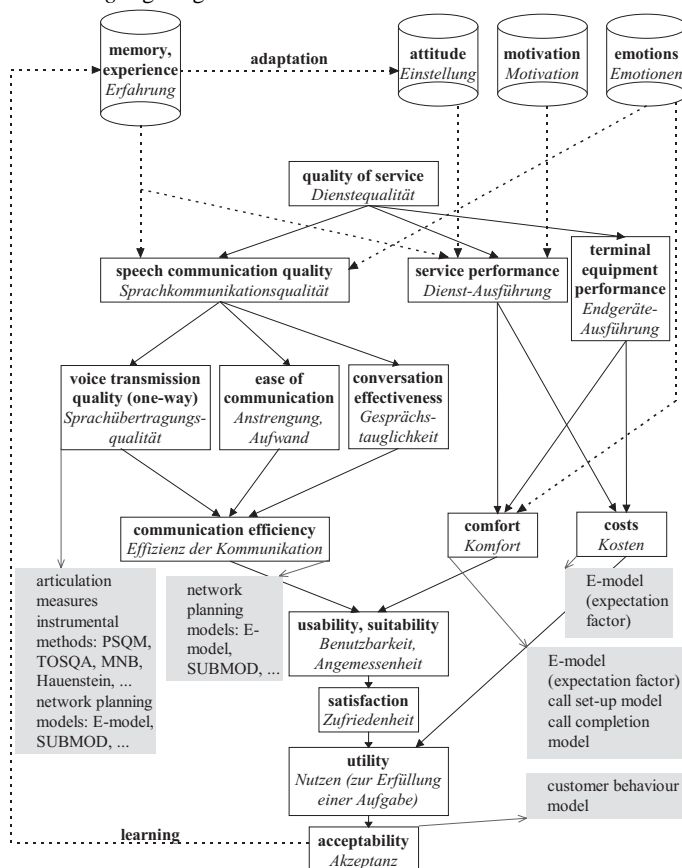 memory,
experience
Erfahrung
adaptation
attitude
Einstellung
motivation
Motivation
emotions
Emotionen
quality of service
Dienstequalität
speech communication quality
Sprachkommunikationsqualität
service performance
Dienst-Ausführung
terminal
equipment
performance
Endgeräte-
Ausführung
voice transmission
quality (one-way)
Sprachübertragungs-
qualität
ease of
communication
Anstrengung,
Aufwand
conversation
effectiveness
Gesprächs-
tauglichkeit
communication efficiency
Effizienz der Kommunikation
comfort
Komfort
costs
Kosten
articulation
measures
instrumental
methods: PSQM,
TOSQA, MNB,
Hauenstein, ...
network planning
models: E-model,
SUBMOD, ...
network
planning
models: E-
model,
SUBMOD, ...
E-model
(expectation
factor)
usability, suitability
Benutzbarkeit,
Angemessenheit
E-model
(expectation factor)
call set-up model
call completion
model
satisfaction
Zufriedenheit
utility
Nutzen (zur Erfüllung
einer Aufgabe)
customer behaviour
model
learning
acceptability
Akzeptanz